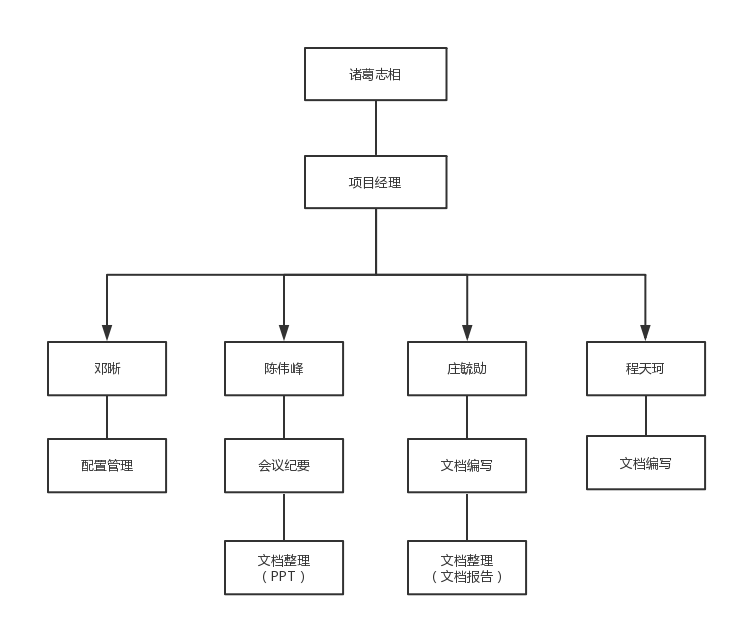 诸葛志相
项目经理
邓晰
陈伟峰
庄毓勋
程天珂
配置管理
会议纪要
文档编写
文档编写
文档整理
（PPT）
文档整理
（文档报告）